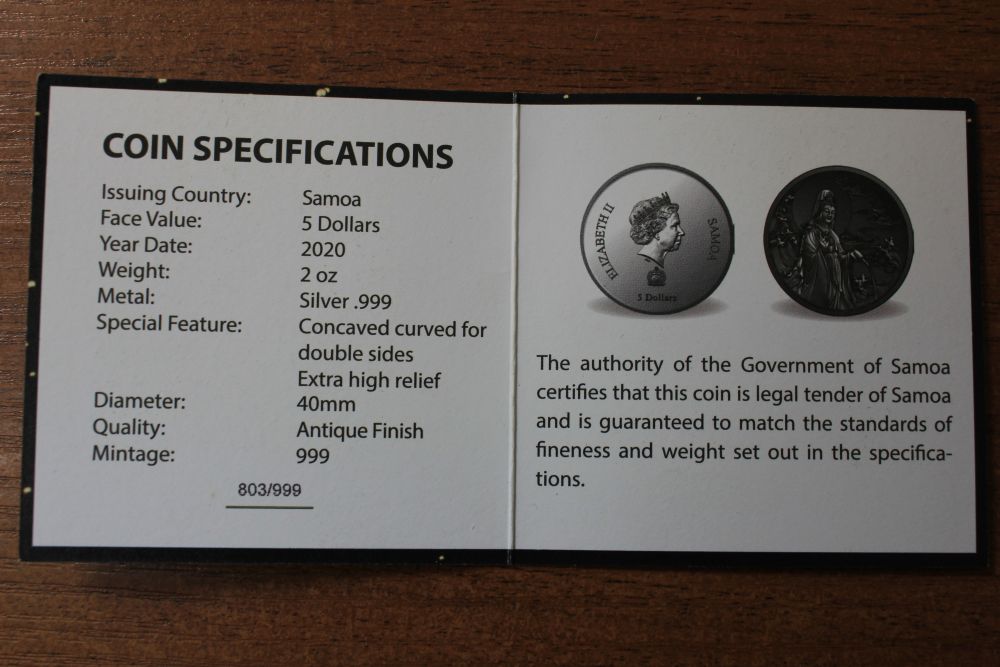 COIN SPECIFICATIONS
Issuing Country: Samoa
Face Value: 5 Dollars
Year Date: 2020
Weight: 2 oz
Metal: Silver .999
Special Feature: Concaved curved for
double sides
Extra high relief
Diameter: 40mm
Quality: Antique Finish
Mintage: 999
803/999
ELIZABETH II
SAMOA
5 Dollars
The authority of the Government of Samoa
certifies that this coin is legal tender of Samoa
and is guaranteed to match the standards of
fineness and weight set out in the specifica-
tions.